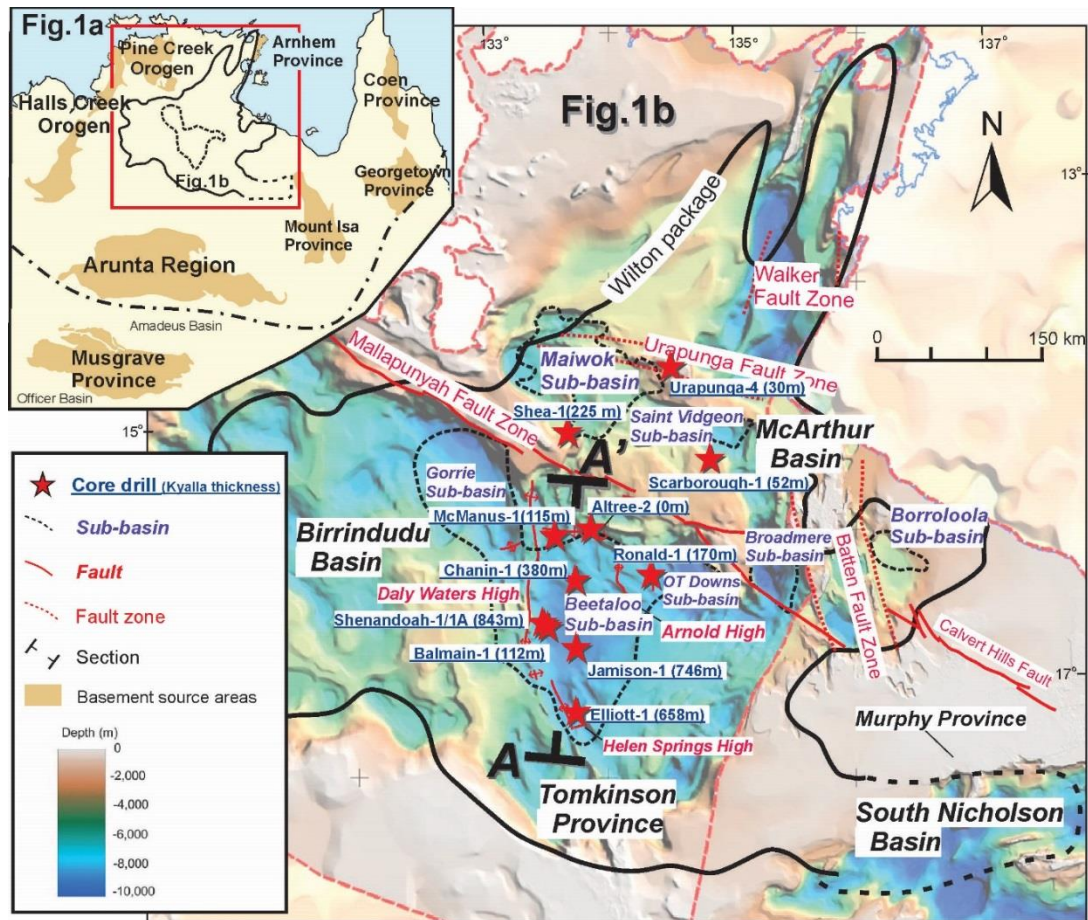 Fig.1a
Pine Creek
Orogen
Arnhem
Province
Coen
Province
Halls Creek
Orogen
Fig.1b
Georgetown
Province
Mount Isa
Province
Arunta Region
Amadeus Basin
Musgrave
Province
Officer Basin
133°
135°
137°
Fig.1b
N
13°
Wilton package
Walker
Fault Zone
0 150 km
Mallapunyah Fault Zone
Maiwok
Sub-basin
Urapunga Fault Zone
Urapunga-4 (30m)
Shea-1(225 m)
Saint Vidgeon
Sub-basin
15°
McArthur
Basin
A'
Scarborough-1 (52m)
Gorrie
Sub-basin
McManus-1(115m)
Altree-2 (0m)
Borroloola
Sub-basin
Birrindudu
Basin
Ronald-1 (170m)
Broadmere
Sub-basin
Batten Fault Zone
Chanin-1 (380m)
OT Downs
Sub-basin
Daly Waters High
Beetaloo
Sub-basin
Shenandoah-1/1A (843m)
Arnold High
Balmain-1 (112m)
Jamison-1 (746m)
Calvert Hills Fault
17°
Elliott-1 (658m)
Murphy Province
Helen Springs High
A
Tomkinson
Province
South Nicholson
Basin
Core drill (Kyalla thickness)
Sub-basin
Fault
Fault zone
Section
Basement source areas
Depth (m)
0
-2,000
-4,000
-6,000
-8,000
-10,000